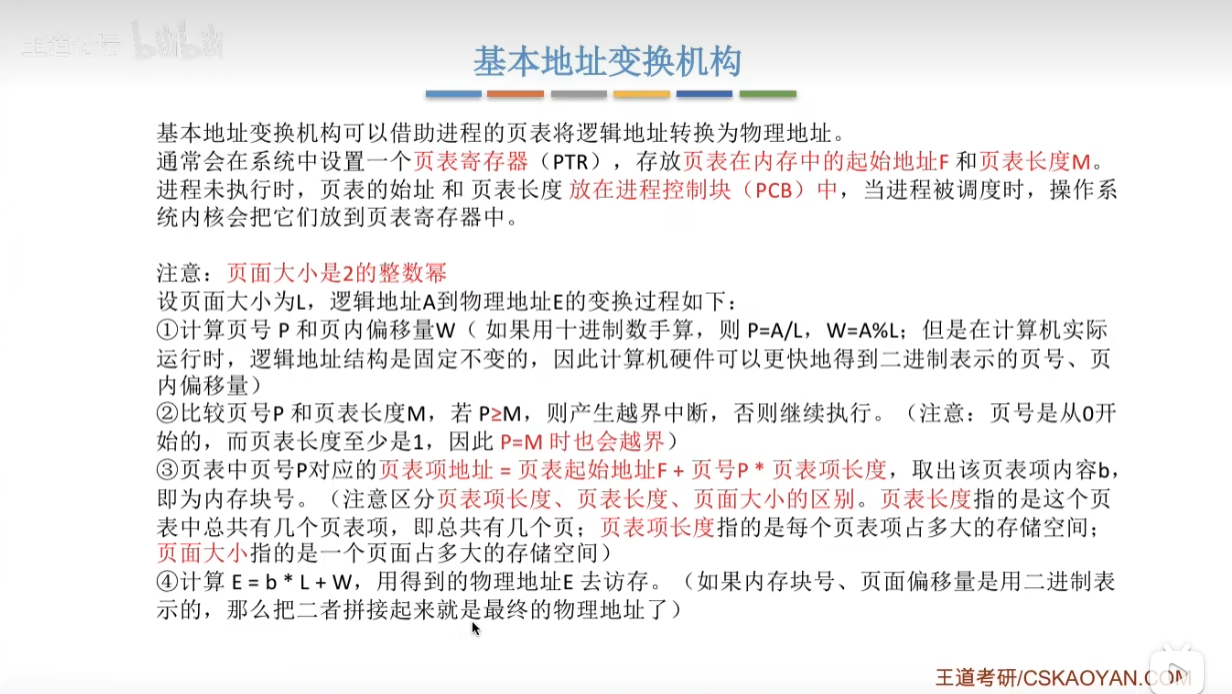 王道论坛 bilibili
基本地址变换机构
基本地址变换机构可以借助进程的页表将逻辑地址转换为物理地址。
通常会在系统中设置一个页表寄存器（PTR），存放页表在内存中的起始地址F 和页表长度M。
进程未执行时，页表的始址 和 页表长度 放在进程控制块（PCB）中，当进程被调度时，操作系
统内核会把它们放到页表寄存器中。
注意：页面大小是2的整数幂
设页面大小为L，逻辑地址A到物理地址E的变换过程如下：
①计算页号 P 和页内偏移量W（ 如果用十进制数手算，则 P=A/L，W=A%L；但是在计算机实际
运行时，逻辑地址结构是固定不变的，因此计算机硬件可以更快地得到二进制表示的页号、页
内偏移量）
②比较页号P 和页表长度M，若 P≥M，则产生越界中断，否则继续执行。（注意：页号是从0开
始的，而页表长度至少是1，因此 P=M 时也会越界）
③页表中页号P对应的页表项地址 = 页表起始地址F + 页号P * 页表项长度，取出该页表项内容b，
即为内存块号。（注意区分页表项长度、页表长度、页面大小的区别。页表长度指的是这个页
表中总共有几个页表项，即总共有几个页；页表项长度指的是每个页表项占多大的存储空间；
页面大小指的是一个页面占多大的存储空间）
④计算 E = b * L + W，用得到的物理地址E 去访存。（如果内存块号、页面偏移量是用二进制表
示的，那么把二者拼接起来就是最终的物理地址了）
王道考研/CSKAOYAN.COM